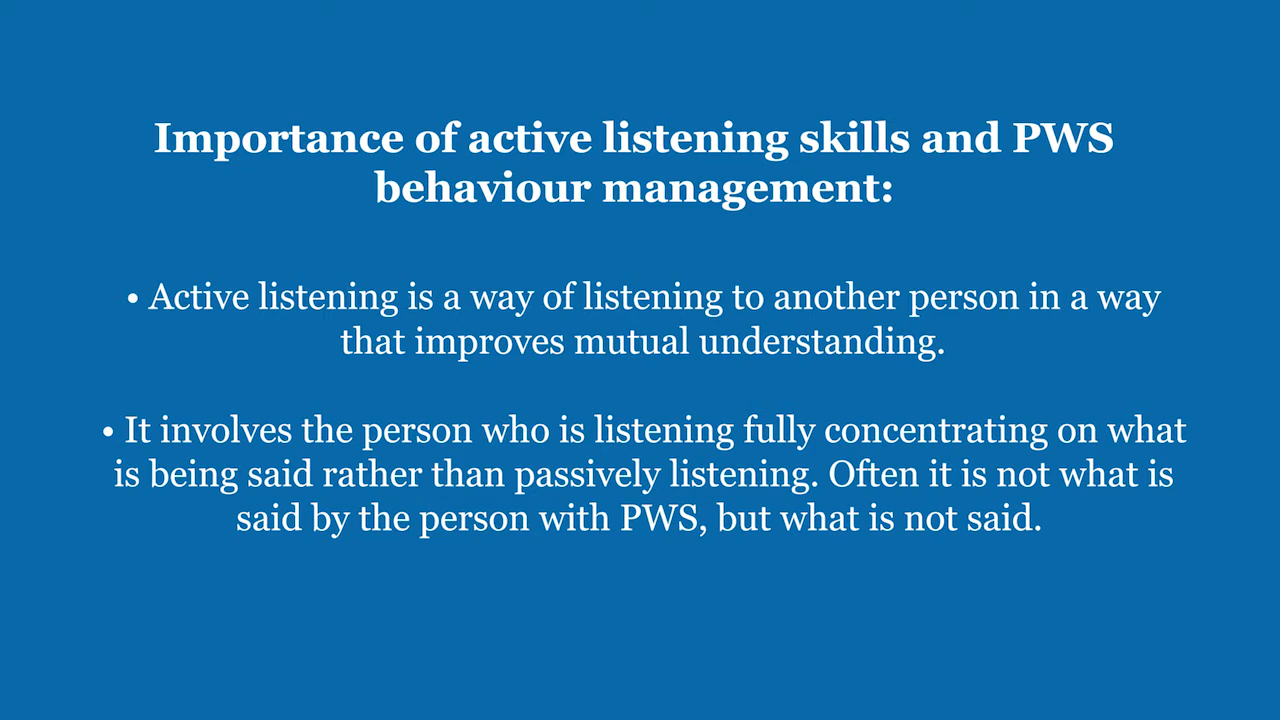 Importance of active listening skills and PWS
behaviour management:
• Active listening is a way of listening to another person in a way
that improves mutual understanding.
• It involves the person who is listening fully concentrating on what
is being said rather than passively listening. Often it is not what is
said by the person with PWS, but what is not said.